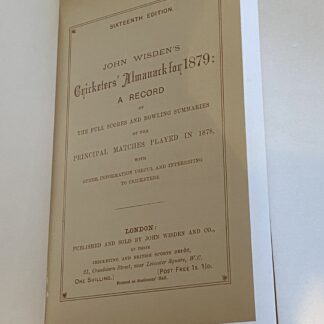 SIXTEENTH EDITION.
JOHN WISDEN'S
Cricketers' Almanack for 1879:
A RECORD
OF
THE FULL SCORES AND BOWLING SUMMARIES
OF THE
PRINCIPAL MATCHES PLAYED IN 1878,
WITH
OTHER INFORMATION USEFUL AND INTERESTING
TO CRICKETERS.
LONDON:
PUBLISHED AND SOLD BY JOHN WISDEN AND CO.,
AT THEIR
CRICKETING AND BRITISH SPORTS DEPÔT,
21, Cranbourn Street, near Leicester Square, W.C.
ONE SHILLING.] [POST FREE 1s. 1/2D.